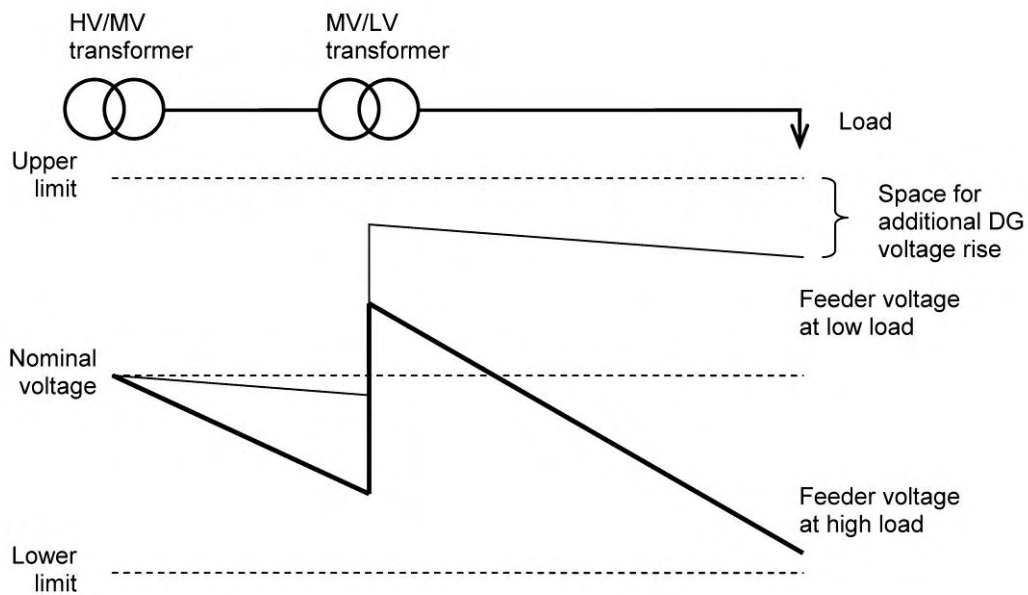 HV/MV
transformer
MV/LV
transformer
Load
Upper
limit
Space for
additional DG
voltage rise
Feeder voltage
at low load
Nominal
voltage
Feeder voltage
at high load
Lower
limit